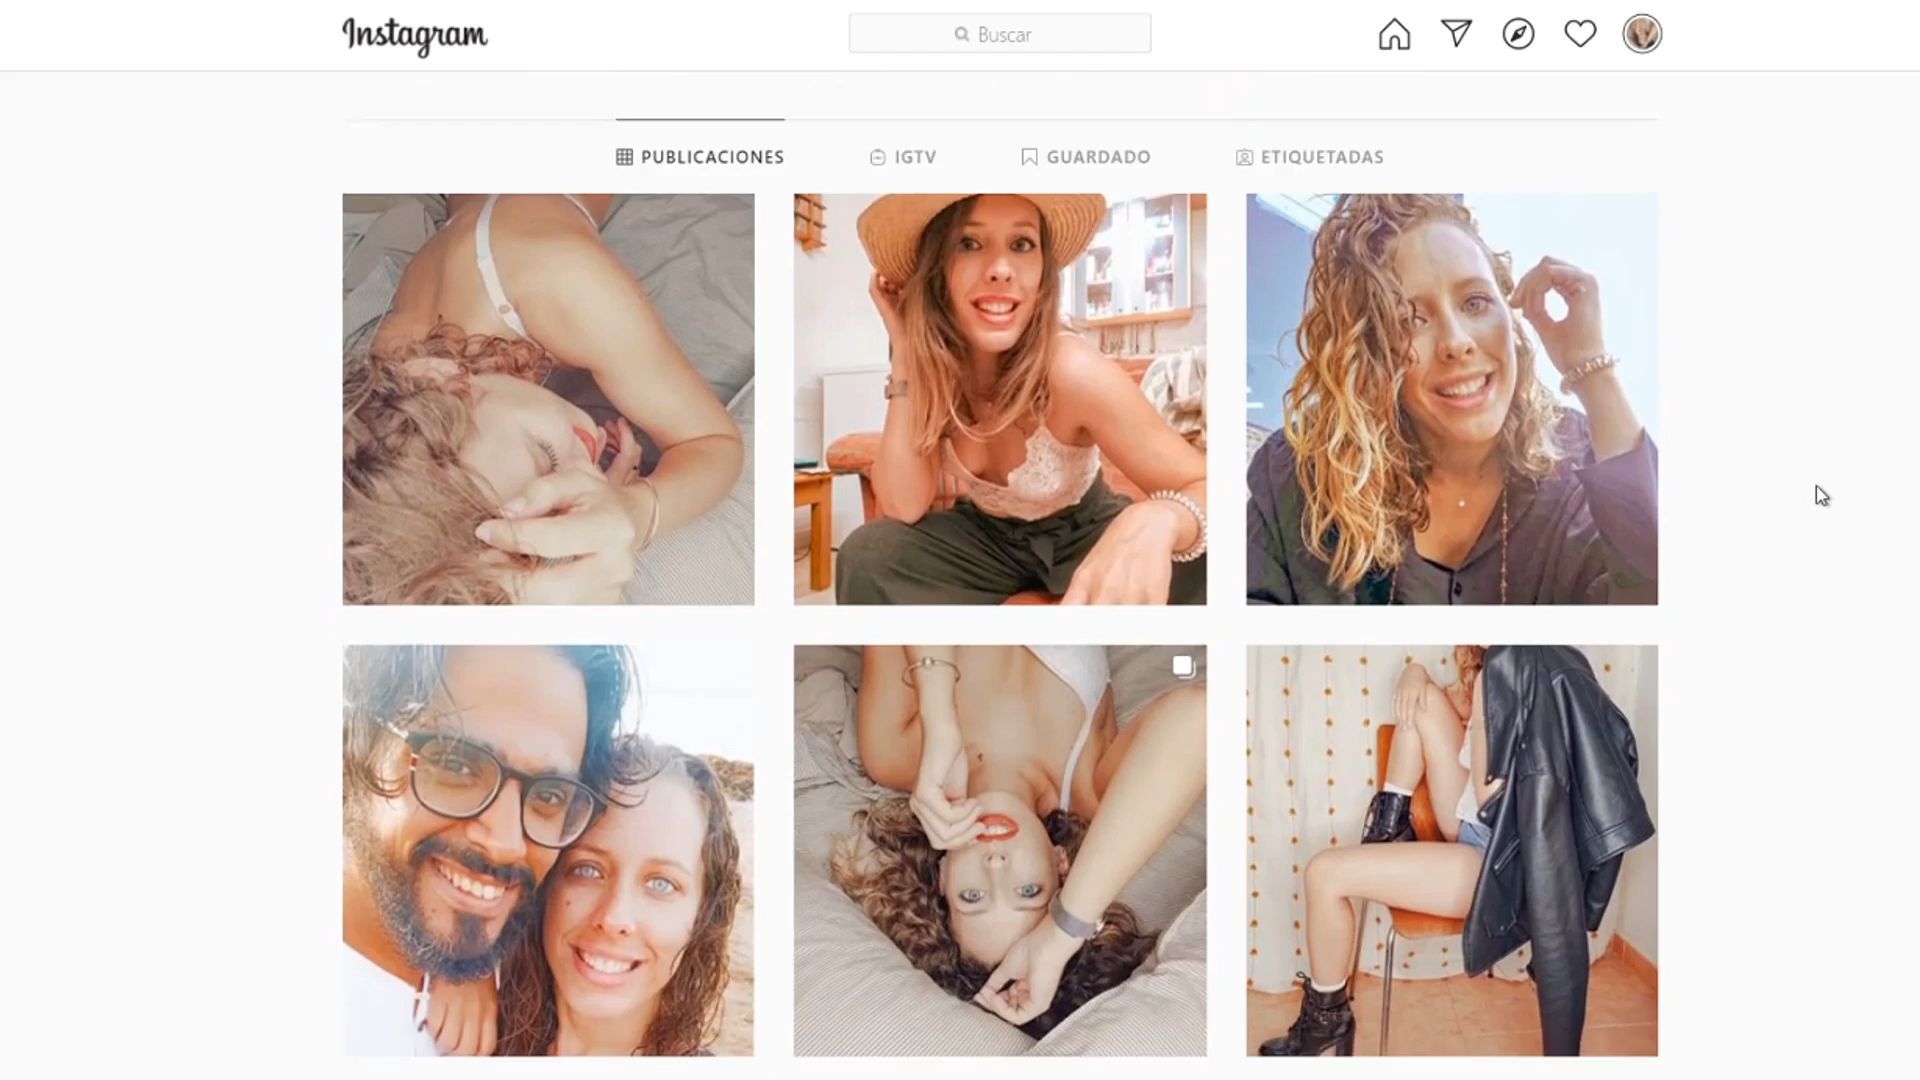 Instagram
Buscar
PUBLICACIONES
IGTV
GUARDADO
ETIQUETADAS